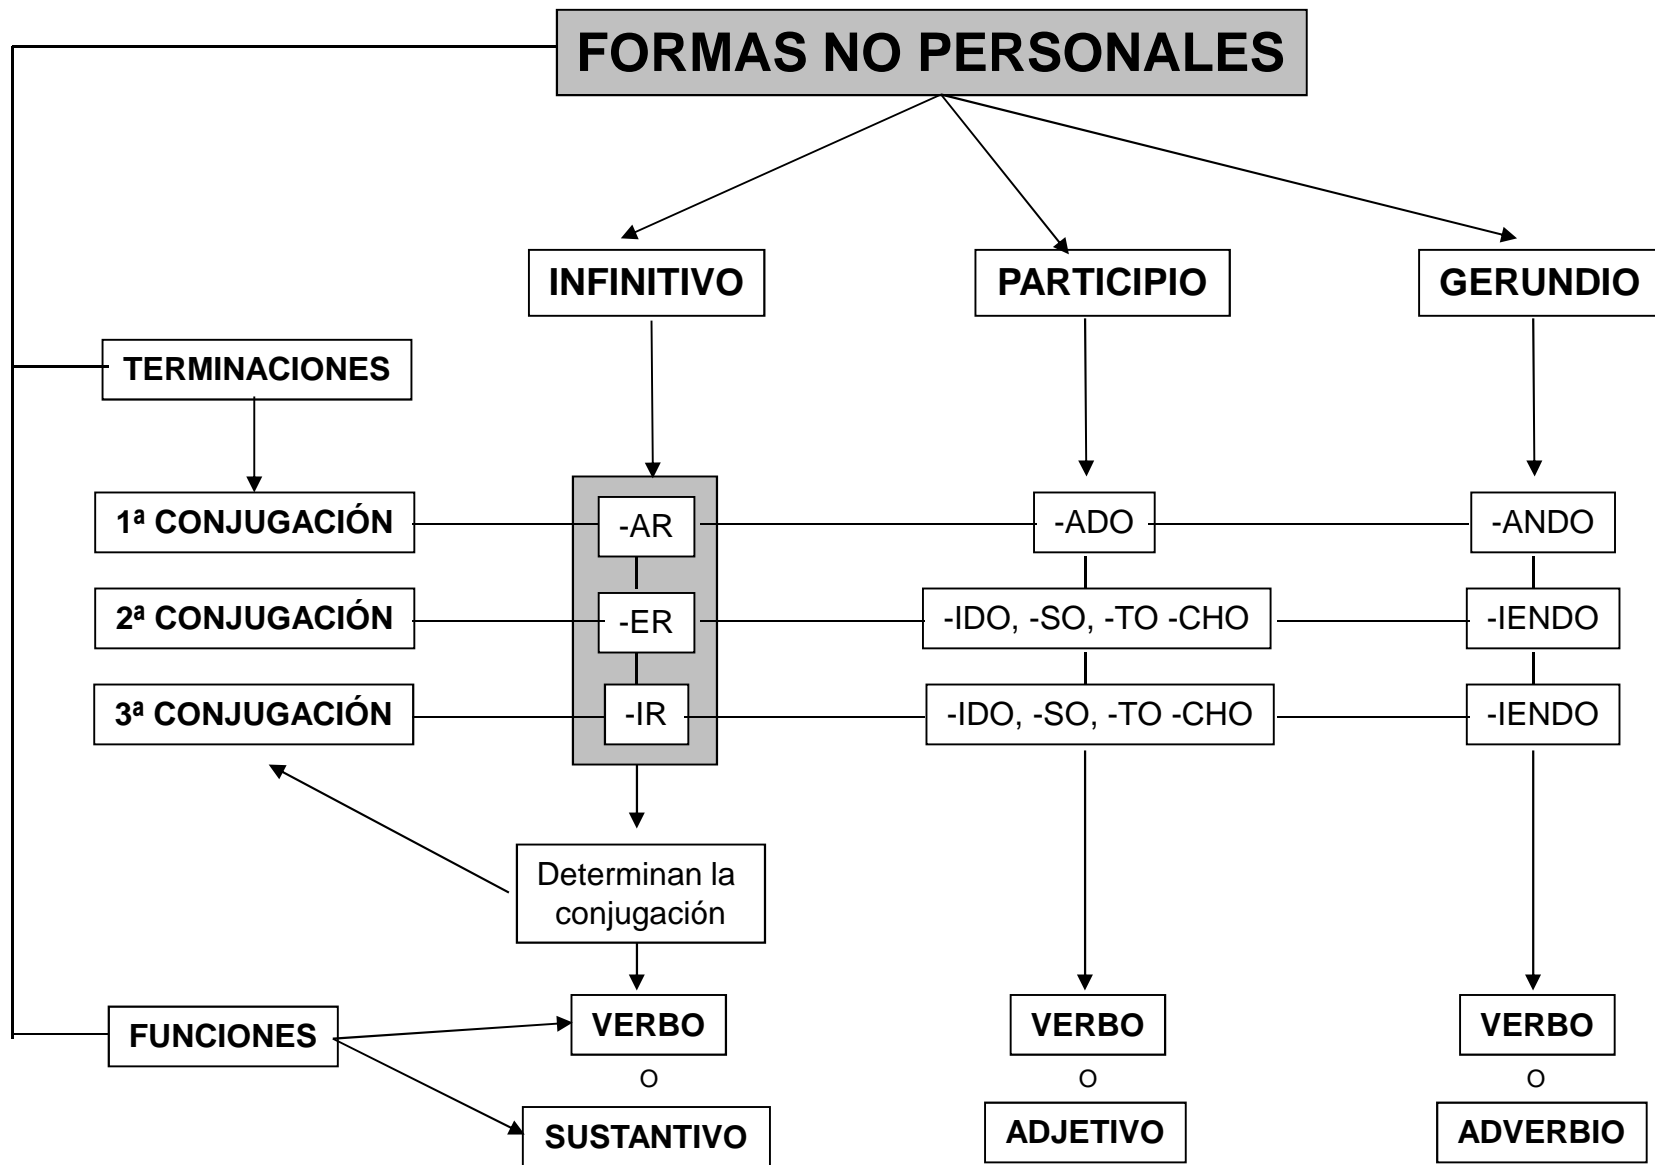 FORMAS NO PERSONALES
INFINITIVO
PARTICIPIO
GERUNDIO
TERMINACIONES
1ª CONJUGACIÓN
-AR
-ADO
-ANDO
2ª CONJUGACIÓN
-ER
-IDO, -SO, -TO -CHO
-IENDO
3ª CONJUGACIÓN
-IR
-IDO, -SO, -TO -CHO
-IENDO
Determinan la
conjugación
FUNCIONES
VERBO
O
SUSTANTIVO
VERBO
O
ADJETIVO
VERBO
O
ADVERBIO